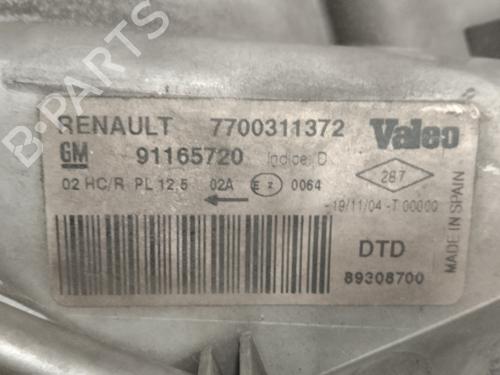 RENAULT 7700311372 Valeo
GM 91165720 Indice: D
02 HC/R PL 12,5 02A E2 0064
287
19/11/04 -T 00000
DTD
89308700
MADE IN SPAIN
B-PARTS